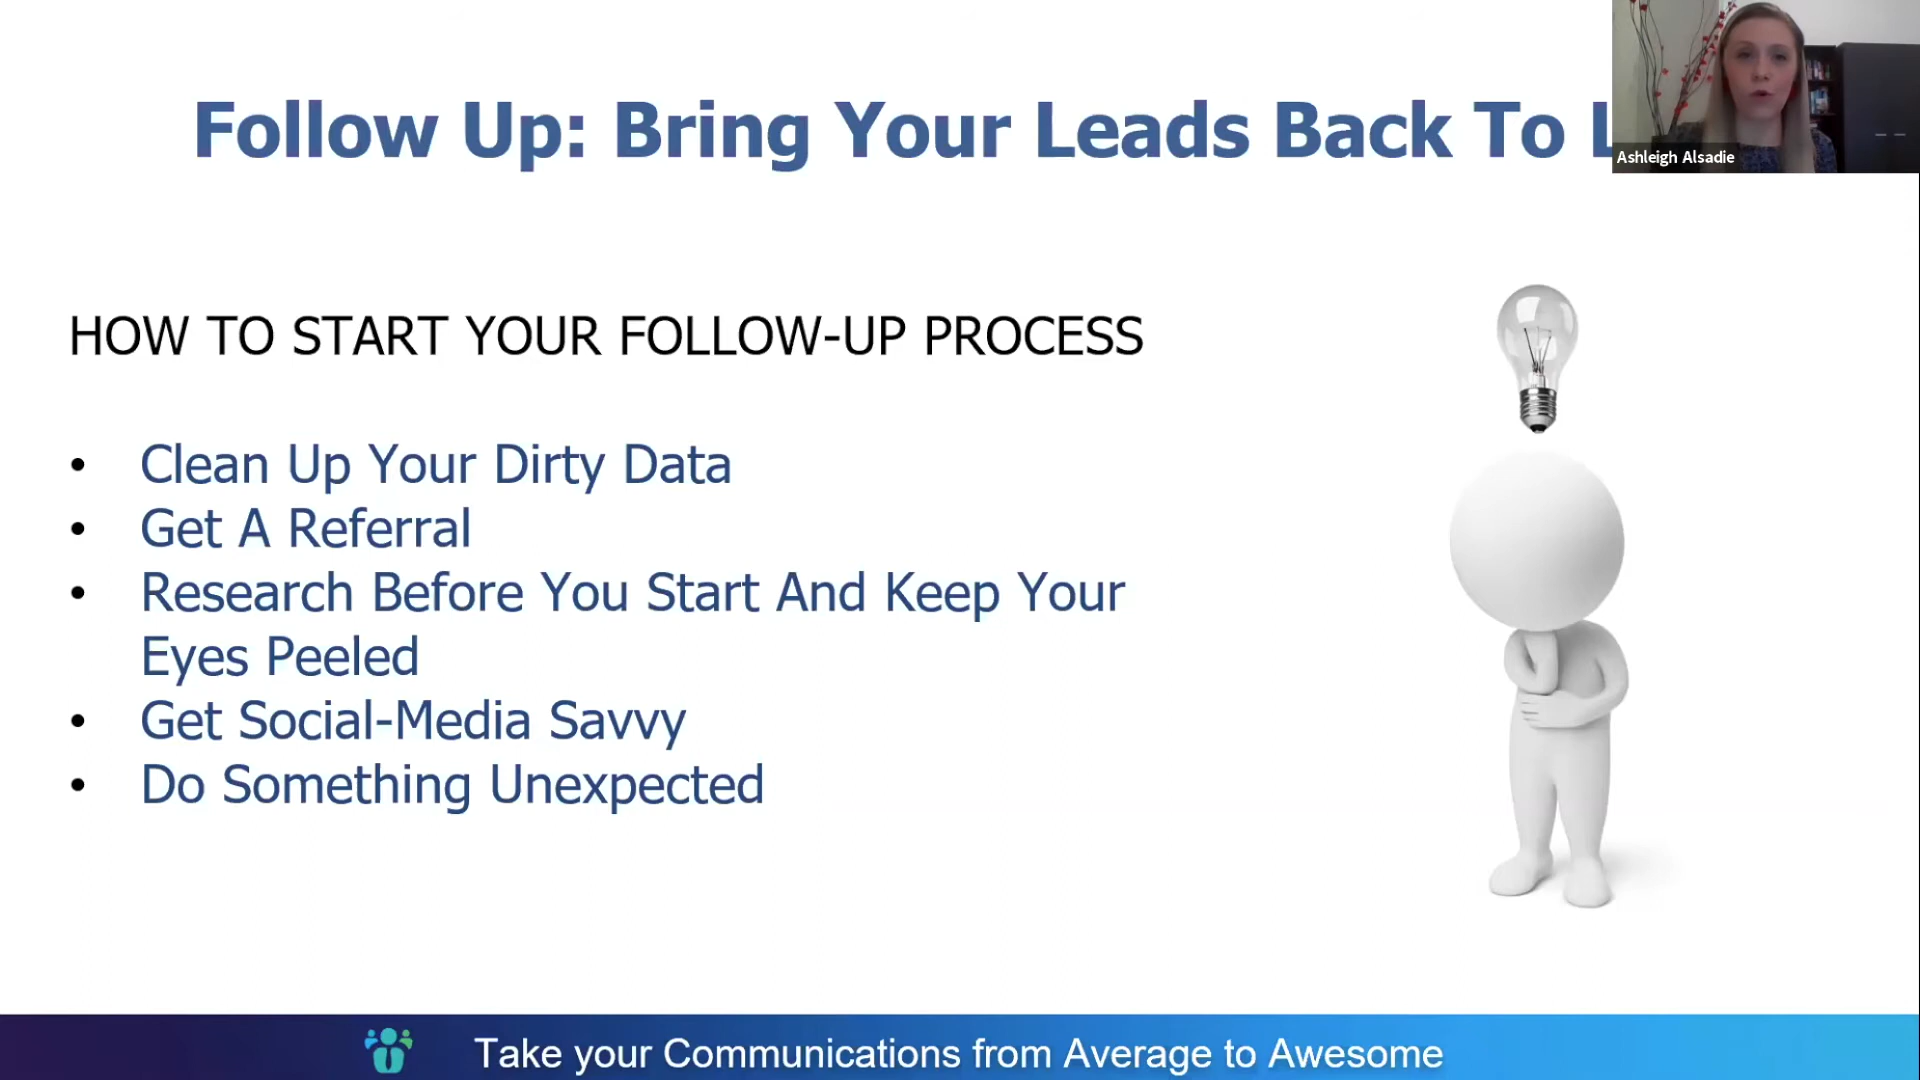 Follow Up: Bring Your Leads Back To L
Ashleigh Alsadie
HOW TO START YOUR FOLLOW-UP PROCESS
• Clean Up Your Dirty Data
• Get A Referral
• Research Before You Start And Keep Your
Eyes Peeled
• Get Social-Media Savvy
• Do Something Unexpected
Take your Communications from Average to Awesome